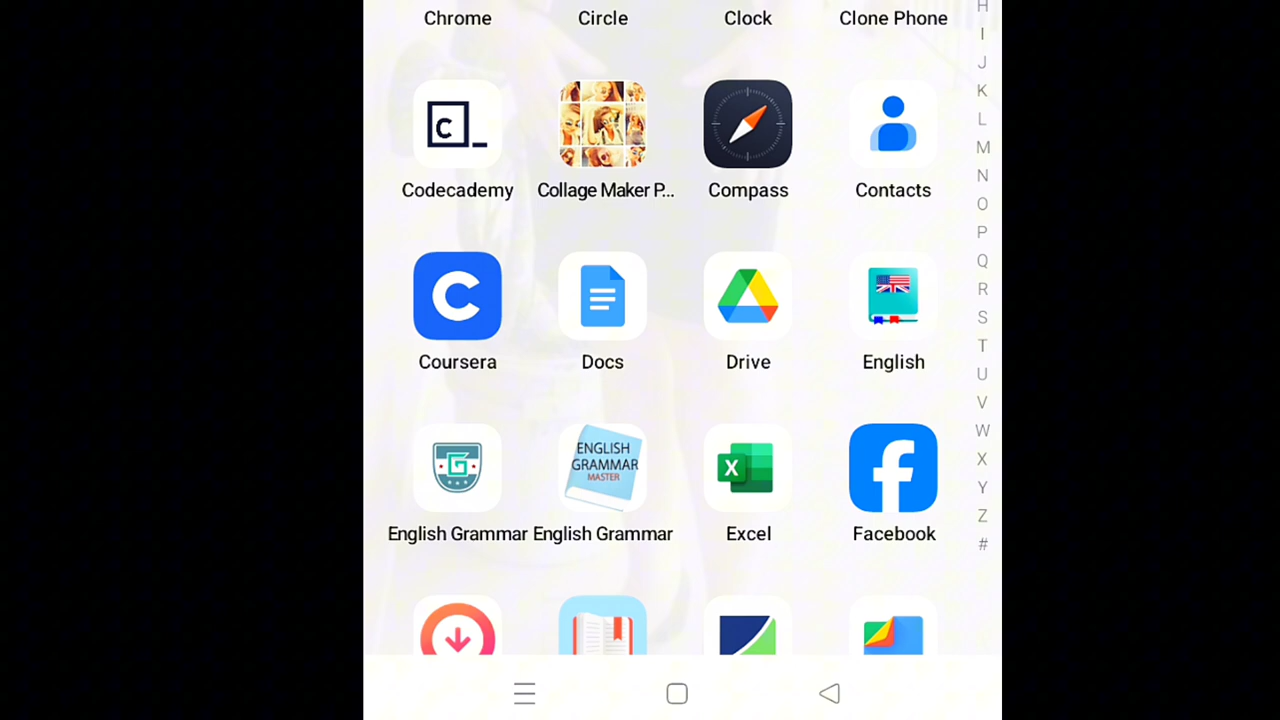 Chrome Circle Clock Clone Phone
H
I
J
K
L
M
N
O
P
Q
R
S
T
U
V
W
X
Y
Z
#
C_
Codecademy Collage Maker P... Compass Contacts
C
Coursera Docs Drive English
G
ENGLISH
GRAMMAR
MASTER
X
f
English Grammar English Grammar Excel Facebook